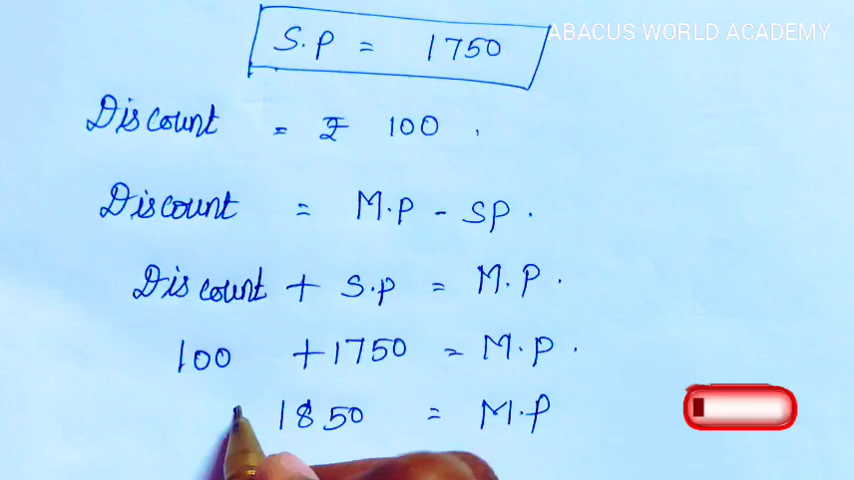 S.P = 1750
ABACUS WORLD ACADEMY
Discount = ₹ 100.
Discount = M.P - SP.
Discount + S.P = M.P.
100 + 1750 = M.P.
1850 = M.P